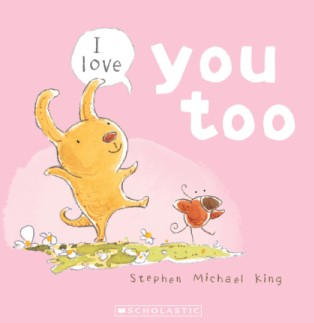 I
love
you
too
Stephen Michael King
SCHOLASTIC